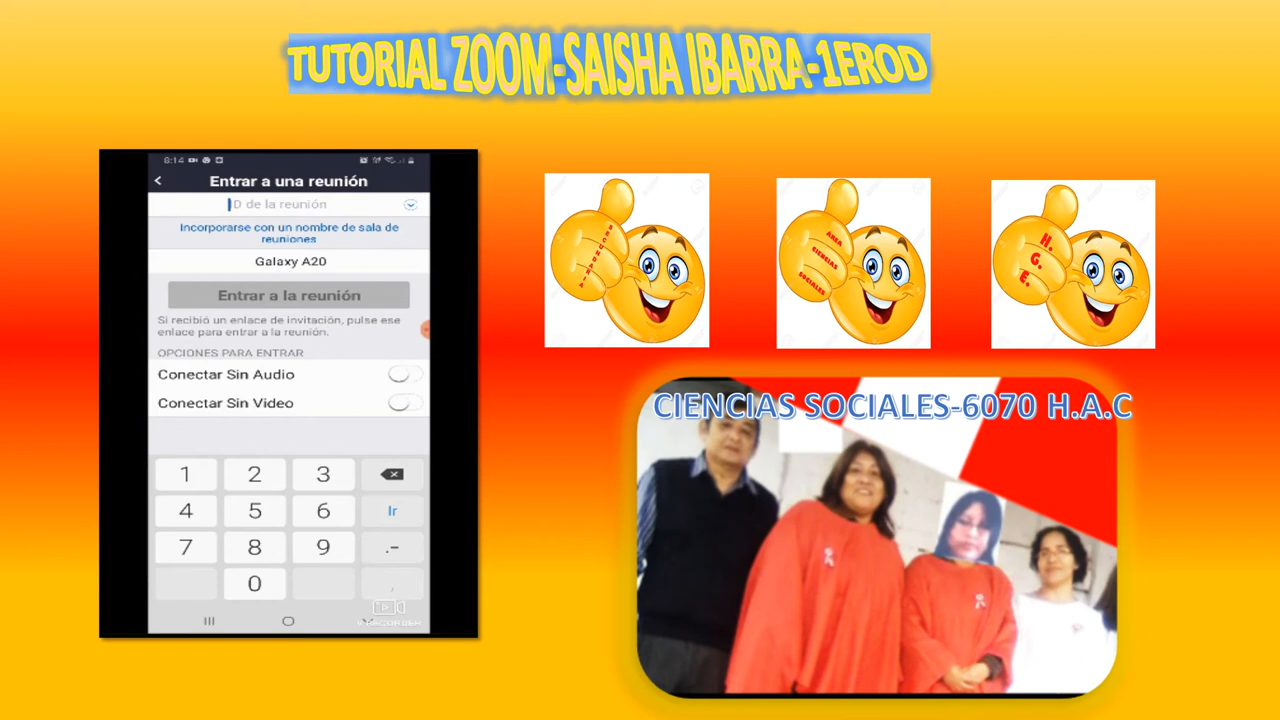 TUTORIAL ZOOM-SAISHA IBARRA-1EROD
8:14
Entrar a una reunión
ID de la reunión
Incorporarse con un nombre de sala de
reuniones
Galaxy A20
Entrar a la reunión
Si recibió un enlace de invitación, pulse ese
enlace para entrar a la reunión.
OPCIONES PARA ENTRAR
Conectar Sin Audio
Conectar Sin Video
1 2 3
4 5 6 Ir
7 8 9 .-
0 ,
SECUNDARIA
AREA
CIENCIAS
SOCIALES
H.
G.
E.
CIENCIAS SOCIALES-6070 H.A.C